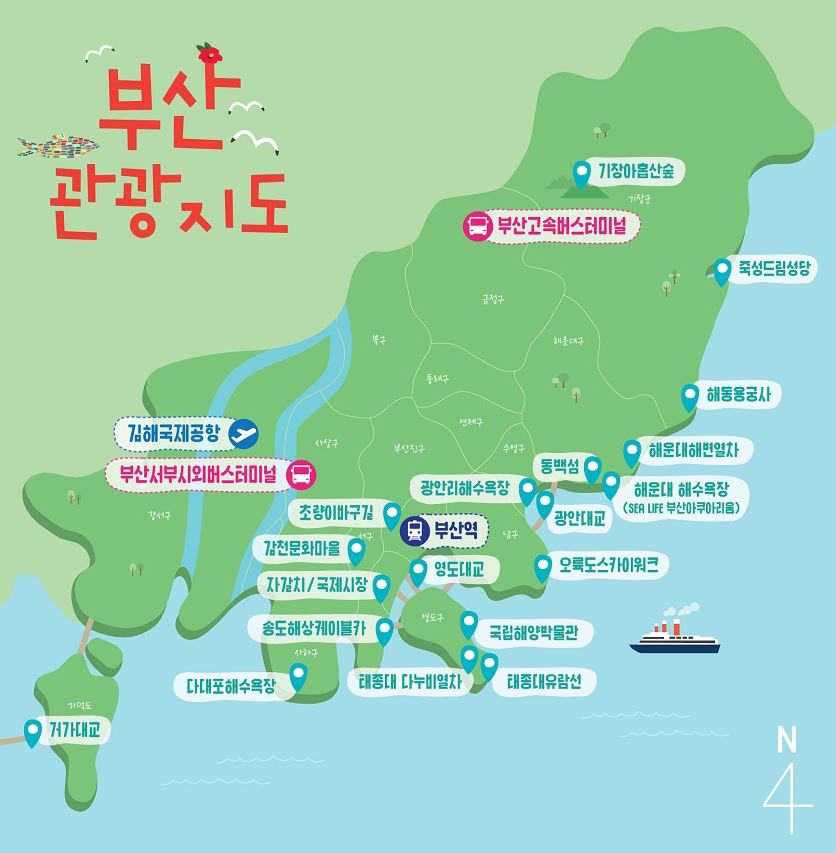 부산
관광지도
기장아홉산숲
기장군
부산고속버스터미널
죽성드림성당
금정구
북구
해운대구
동래구
해동용궁사
연제구
김해국제공항
사상구
부산진구
수영구
해운대해변열차
동백섬
부산서부시외버스터미널
광안리해수욕장
해운대 해수욕장
(SEA LIFE 부산아쿠아리움)
강서구
초량이바구길
광안대교
부산역
서구
남구
감천문화마을
영도대교
오륙도스카이워크
자갈치/국제시장
영도구
송도해상케이블카
국립해양박물관
사하구
다대포해수욕장
태종대 다누비열차
태종대유람선
가덕도
거가대교
N